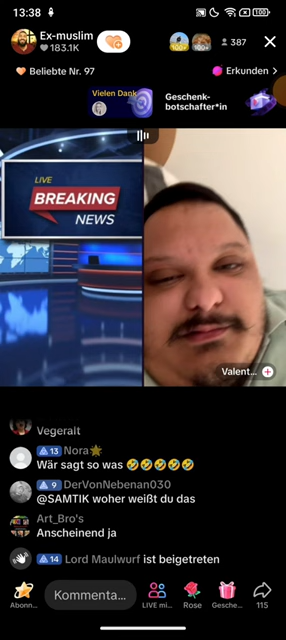 13:38
100
Ex-muslim
183.1K
100+
100+
387
Beliebte Nr. 97
Erkunden >
Vielen Dank
Geschenk-
botschafter*in
LIVE
BREAKING
NEWS
Valent...
Vegeralt
13 Nora🌟
Wär sagt so was 🤣🤣🤣🤣🤣
9 DerVonNebenan030
@SAMTIK woher weißt du das
Art_Bro's
Anscheinend ja
14 Lord Maulwurf ist beigetreten
Abonn...
Kommenta...
LIVE mi...
Rose
Gesche...
115